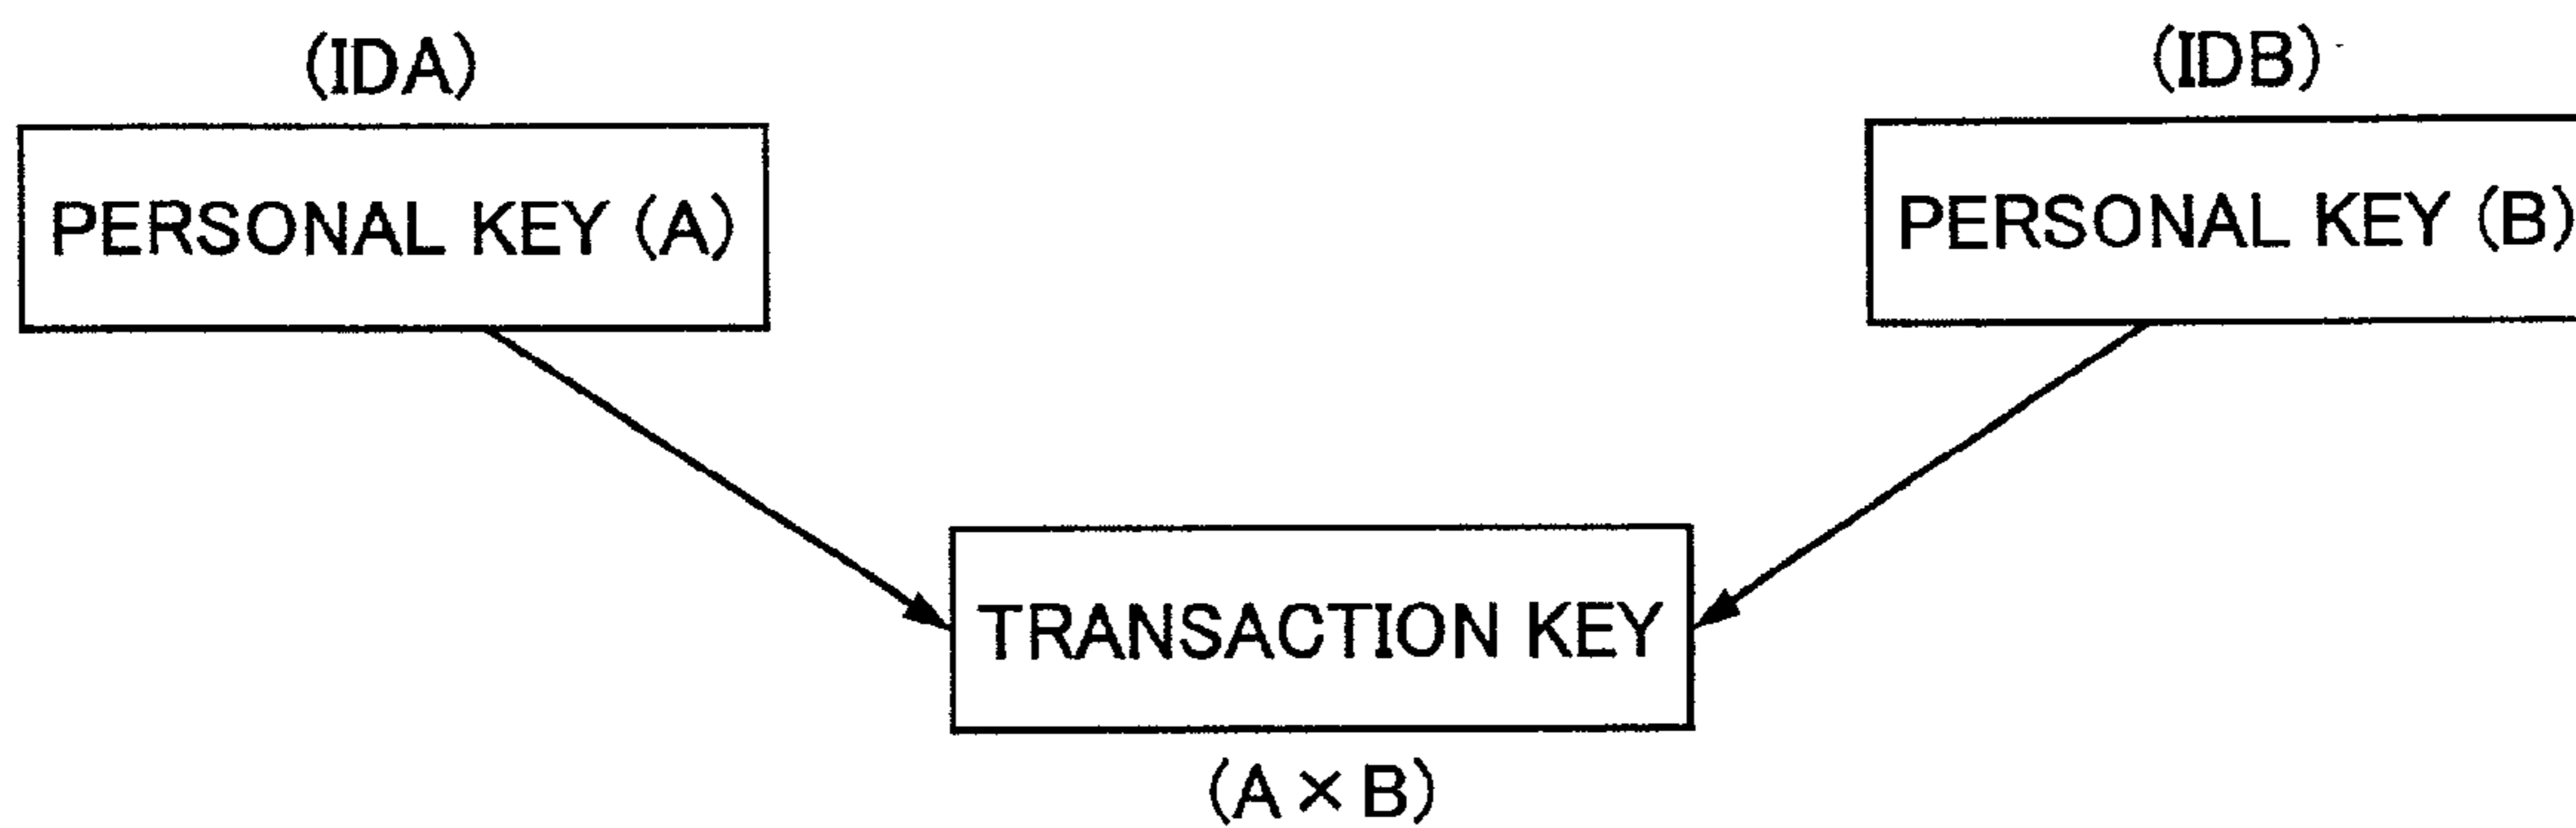 (IDA)
(IDB)
PERSONAL KEY (A)
PERSONAL KEY (B)
TRANSACTION KEY
(A × B)